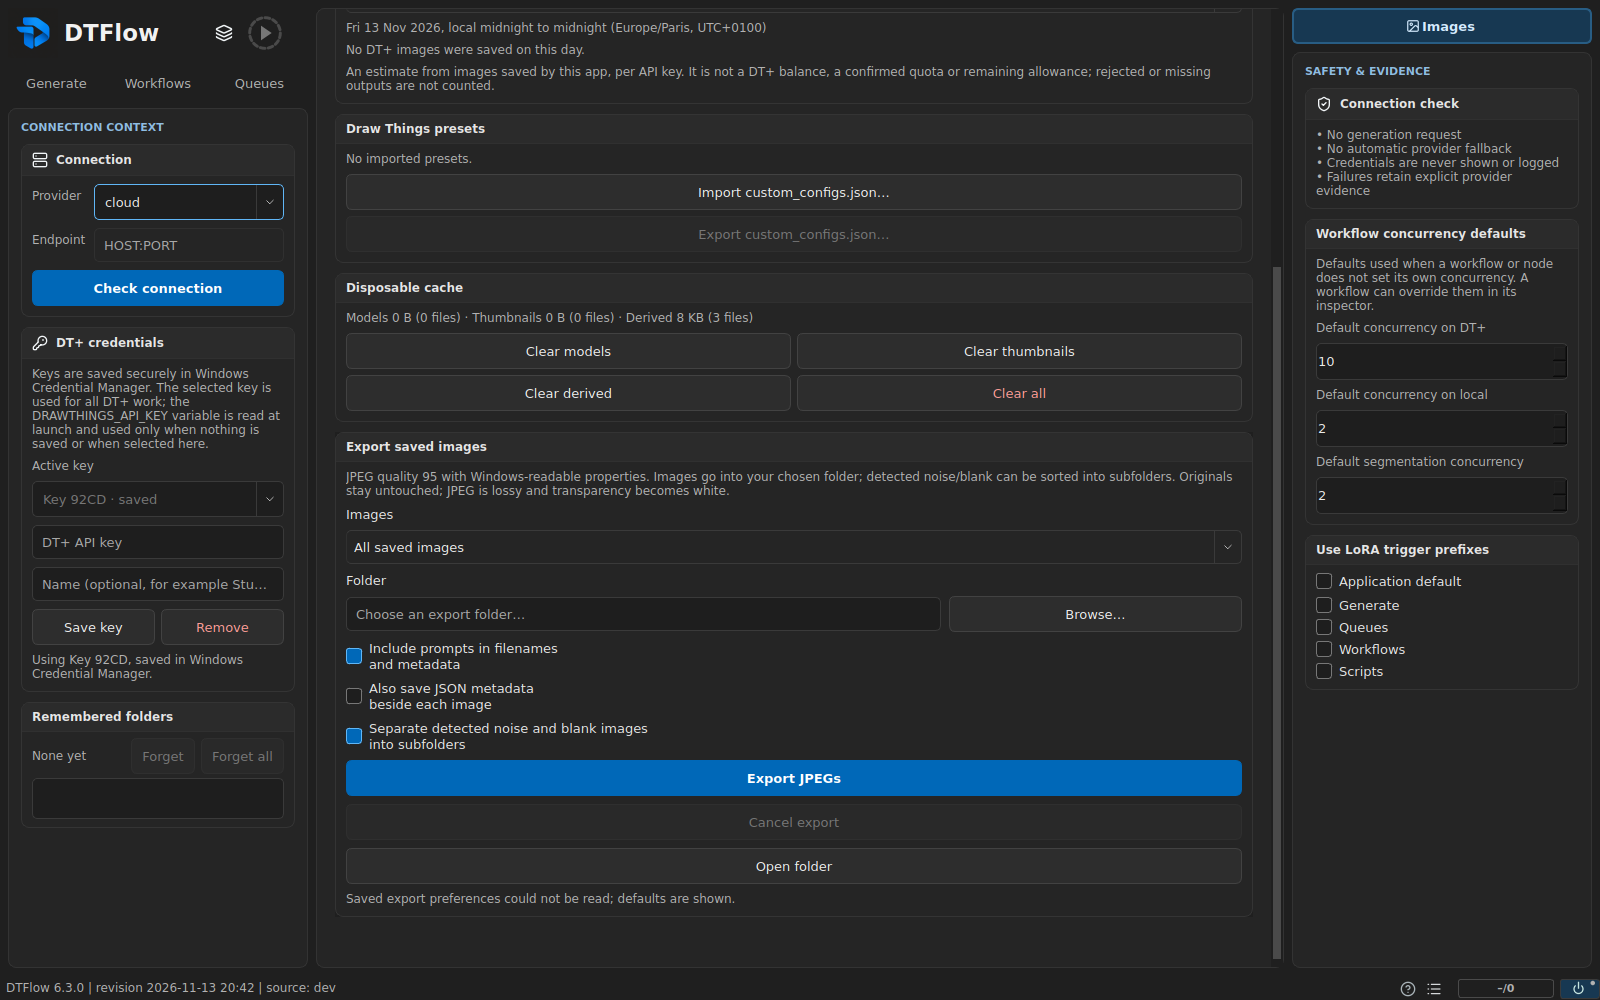 DTFlow
Generate
Workflows
Queues
CONNECTION CONTEXT
Connection
Provider
cloud
Endpoint
HOST:PORT
Check connection
DT+ credentials
Keys are saved securely in Windows
Credential Manager. The selected key is
used for all DT+ work; the
DRAWTHINGS_API_KEY variable is read at
launch and used only when nothing is
saved or when selected here.
Active key
Key 92CD · saved
DT+ API key
Name (optional, for example Stu...
Save key
Remove
Using Key 92CD, saved in Windows
Credential Manager.
Remembered folders
None yet
Forget
Forget all
Fri 13 Nov 2026, local midnight to midnight (Europe/Paris, UTC+0100)
No DT+ images were saved on this day.
An estimate from images saved by this app, per API key. It is not a DT+ balance, a confirmed quota or remaining allowance; rejected or missing
outputs are not counted.
Draw Things presets
No imported presets.
Import custom_configs.json...
Export custom_configs.json...
Disposable cache
Models 0 B (0 files) · Thumbnails 0 B (0 files) · Derived 8 KB (3 files)
Clear models
Clear thumbnails
Clear derived
Clear all
Export saved images
JPEG quality 95 with Windows-readable properties. Images go into your chosen folder; detected noise/blank can be sorted into subfolders. Originals
stay untouched; JPEG is lossy and transparency becomes white.
Images
All saved images
Folder
Choose an export folder...
Browse...
Include prompts in filenames
and metadata
Also save JSON metadata
beside each image
Separate detected noise and blank images
into subfolders
Export JPEGs
Cancel export
Open folder
Saved export preferences could not be read; defaults are shown.
Images
SAFETY & EVIDENCE
Connection check
• No generation request
• No automatic provider fallback
• Credentials are never shown or logged
• Failures retain explicit provider
evidence
Workflow concurrency defaults
Defaults used when a workflow or node
does not set its own concurrency. A
workflow can override them in its
inspector.
Default concurrency on DT+
10
Default concurrency on local
2
Default segmentation concurrency
2
Use LoRA trigger prefixes
Application default
Generate
Queues
Workflows
Scripts
DTFlow 6.3.0 | revision 2026-11-13 20:42 | source: dev
–/0